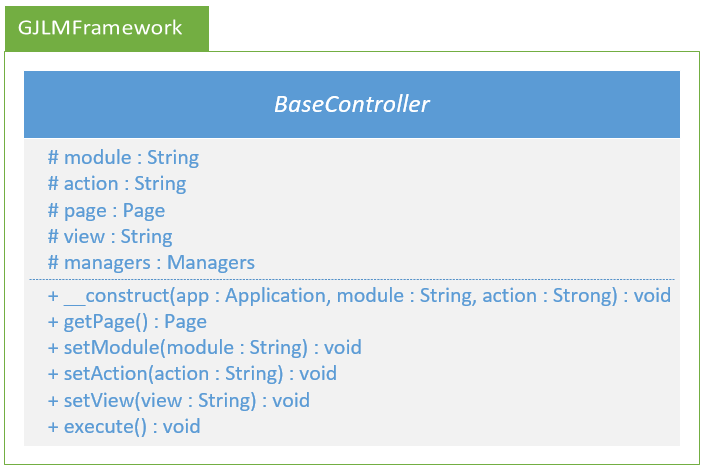 GJLMFramework
BaseController
# module : String
# action : String
# page : Page
# view : String
# managers : Managers
+ __construct(app : Application, module : String, action : Strong) : void
+ getPage() : Page
+ setModule(module : String) : void
+ setAction(action : String) : void
+ setView(view : String) : void
+ execute() : void